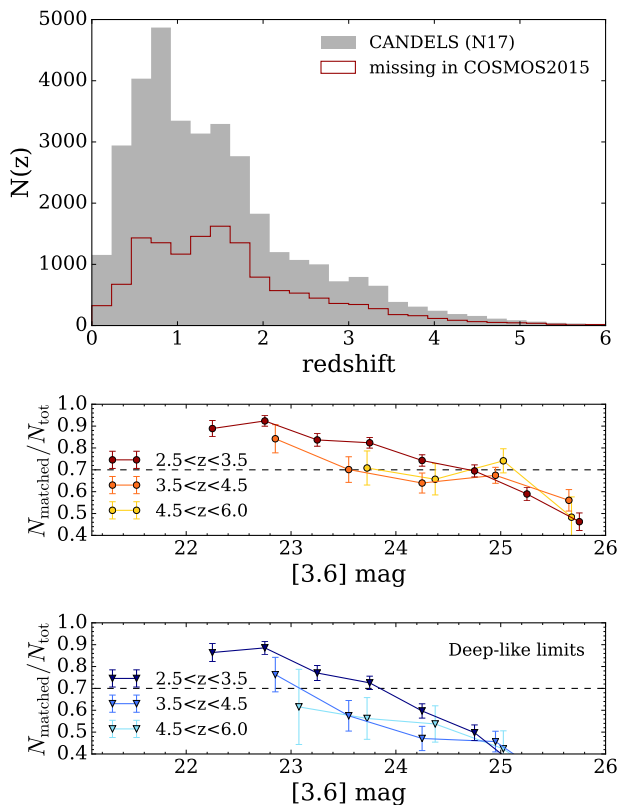 5000
4000
3000
2000
1000
0
N(z)
CANDELS (N17)
missing in COSMOS2015
0 1 2 3 4 5 6
redshift
1.0
0.9
0.8
0.7
0.6
0.5
0.4
N_matched/N_tot
2.5<z<3.5
3.5<z<4.5
4.5<z<6.0
22 23 24 25 26
[3.6] mag
1.0
0.9
0.8
0.7
0.6
0.5
0.4
N_matched/N_tot
Deep-like limits
2.5<z<3.5
3.5<z<4.5
4.5<z<6.0
22 23 24 25 26
[3.6] mag